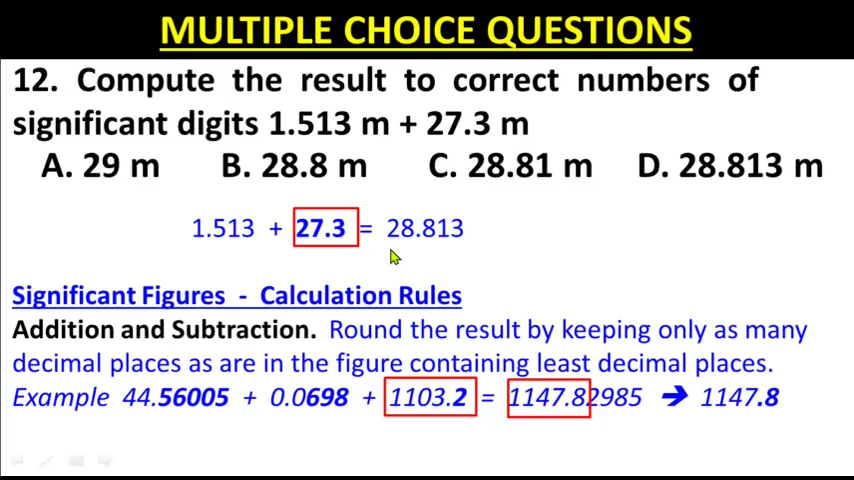 MULTIPLE CHOICE QUESTIONS
12. Compute the result to correct numbers of
significant digits 1.513 m + 27.3 m
A. 29 m B. 28.8 m C. 28.81 m D. 28.813 m
1.513 + 27.3 = 28.813
Significant Figures - Calculation Rules
Addition and Subtraction. Round the result by keeping only as many
decimal places as are in the figure containing least decimal places.
Example 44.56005 + 0.0698 + 1103.2 = 1147.82985 ➔ 1147.8